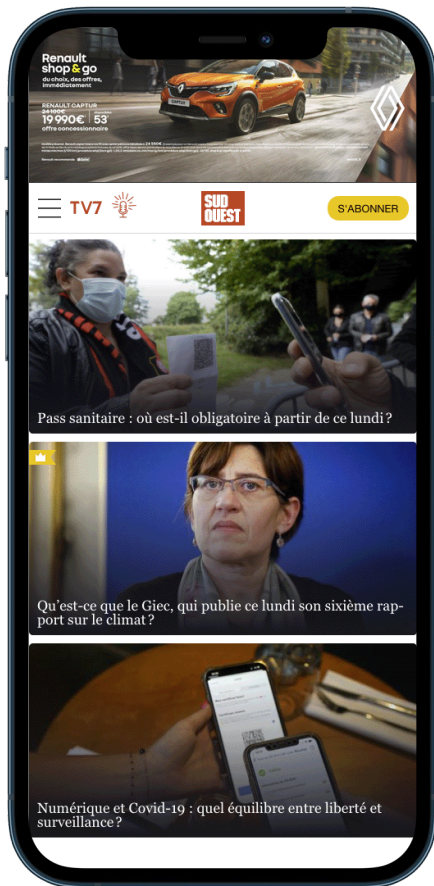 Renault
shop & go
du choix, des offres,
immédiatement
RENAULT CAPTUR
24 150€
19 990€ 53
offre concessionnaire
TV7
SUD
OUEST
S'ABONNER
Pass sanitaire : où est-il obligatoire à partir de ce lundi ?
Qu'est-ce que le Giec, qui publie ce lundi son sixième rap-
port sur le climat ?
Numérique et Covid-19 : quel équilibre entre liberté et
surveillance ?